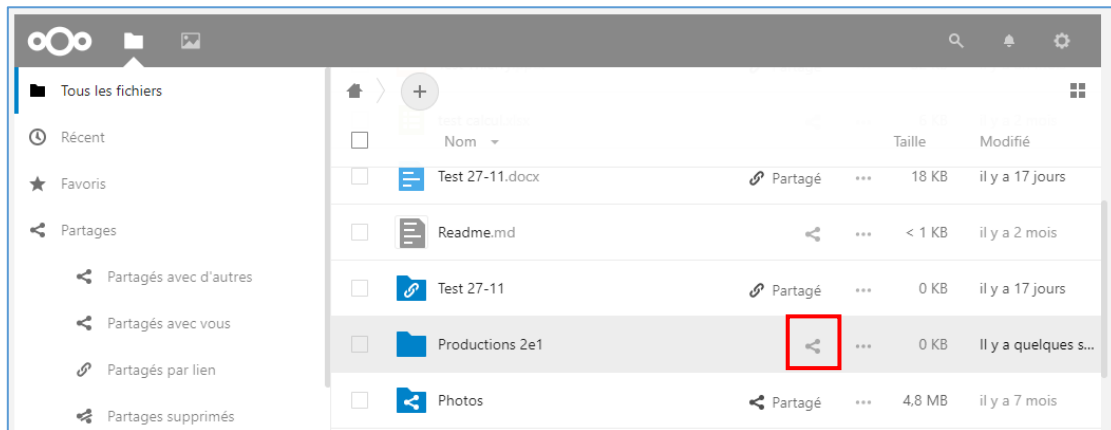 Tous les fichiers
Récent
Favoris
Partages
Partagés avec d'autres
Partagés avec vous
Partagés par lien
Partages supprimés
Nom Taille Modifié
Test 27-11.docx Partagé 18 KB il y a 17 jours
Readme.md < 1 KB il y a 2 mois
Test 27-11 Partagé 0 KB il y a 17 jours
Productions 2e1 0 KB Il y a quelques s...
Photos Partagé 4,8 MB il y a 7 mois